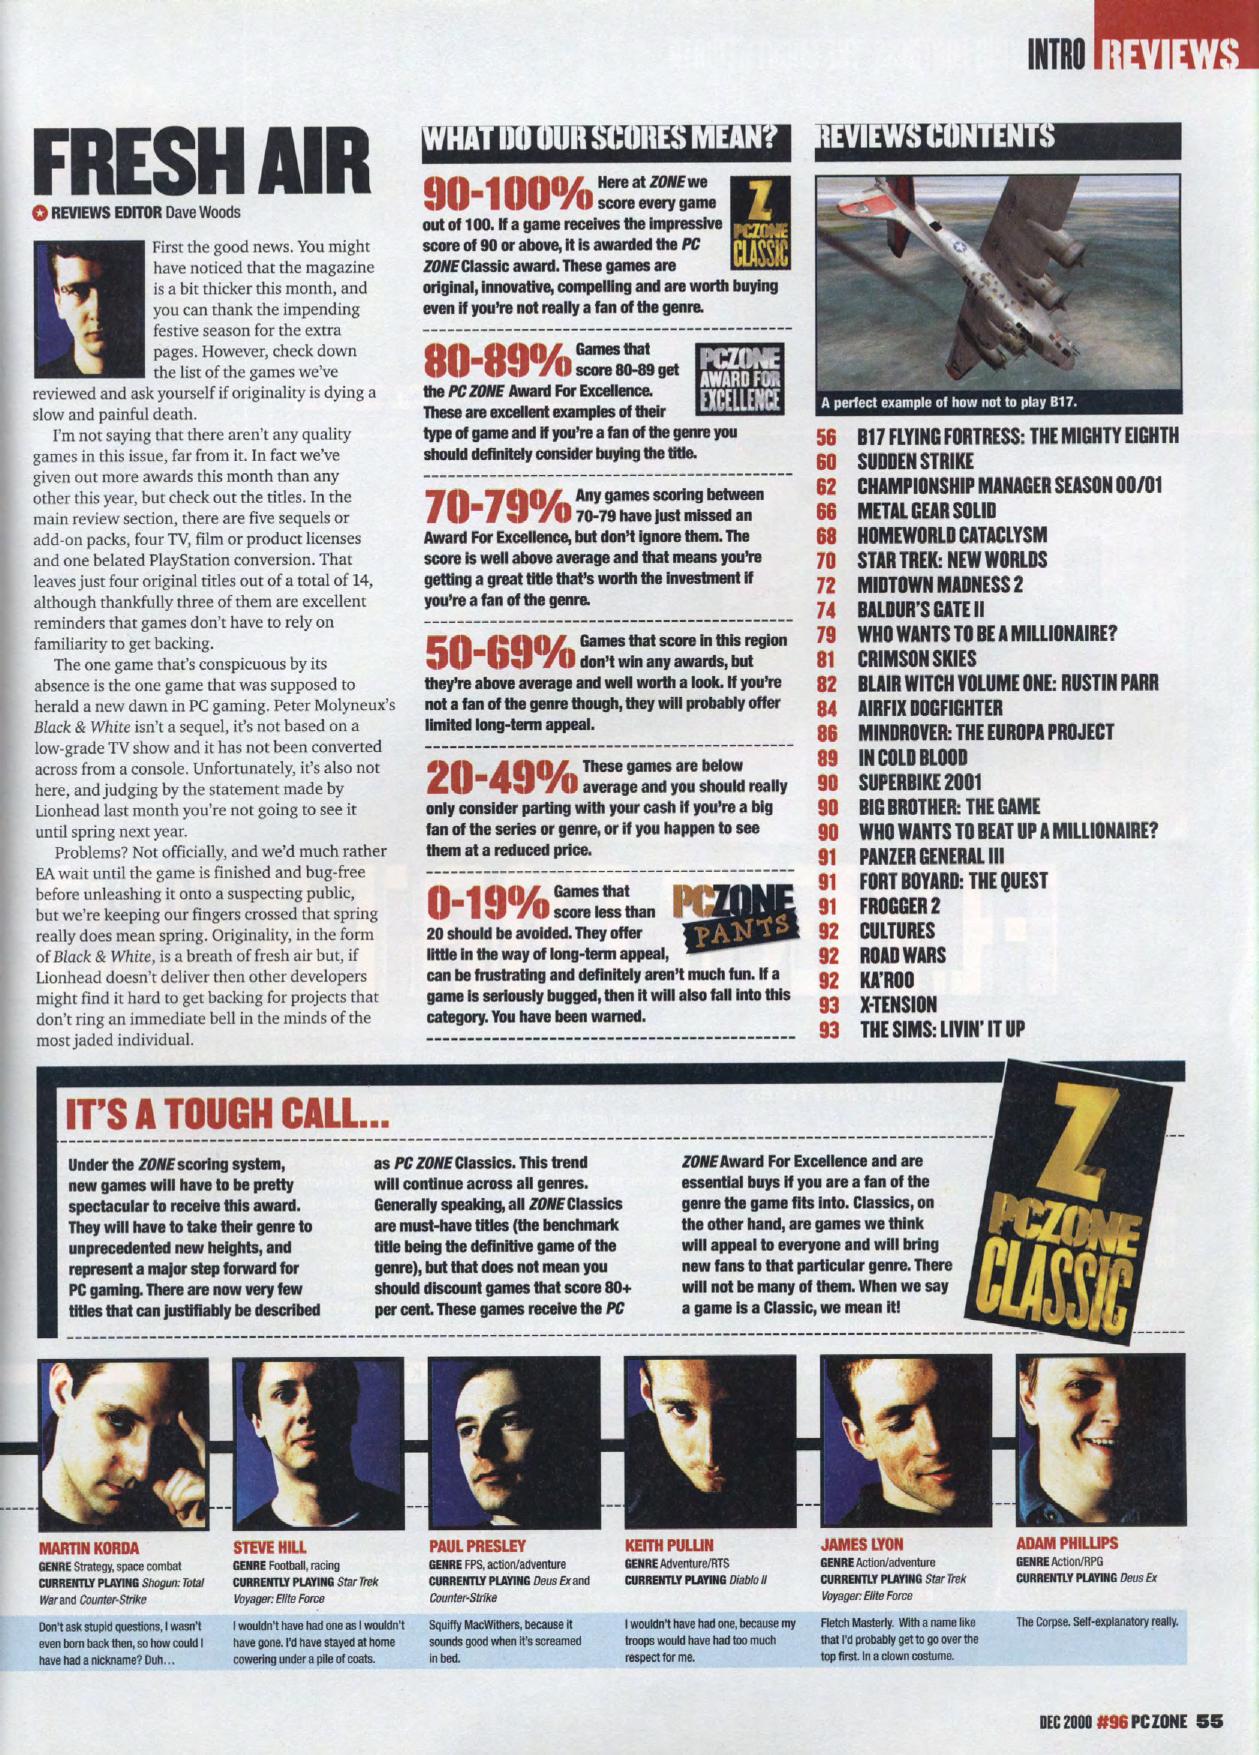 INTRO REVIEWS
FRESH AIR
REVIEWS EDITOR Dave Woods
First the good news. You might
have noticed that the magazine
is a bit thicker this month, and
you can thank the impending
festive season for the extra
pages. However, check down
the list of the games we've
reviewed and ask yourself if originality is dying a
slow and painful death.
I'm not saying that there aren't any quality
games in this issue, far from it. In fact we've
given out more awards this month than any
other this year, but check out the titles. In the
main review section, there are five sequels or
add-on packs, four TV, film or product licenses
and one belated PlayStation conversion. That
leaves just four original titles out of a total of 14,
although thankfully three of them are excellent
reminders that games don't have to rely on
familiarity to get backing.
The one game that's conspicuous by its
absence is the one game that was supposed to
herald a new dawn in PC gaming. Peter Molyneux's
Black & White isn't a sequel, it's not based on a
low-grade TV show and it has not been converted
across from a console. Unfortunately, it's also not
here, and judging by the statement made by
Lionhead last month you're not going to see it
until spring next year.
Problems? Not officially, and we'd much rather
EA wait until the game is finished and bug-free
before unleashing it onto a suspecting public,
but we're keeping our fingers crossed that spring
really does mean spring. Originality, in the form
of Black & White, is a breath of fresh air but, if
Lionhead doesn't deliver then other developers
might find it hard to get backing for projects that
don't ring an immediate bell in the minds of the
most jaded individual.
WHAT DO OUR SCORES MEAN?
90-100% Here at ZONE we
score every game
out of 100. If a game receives the impressive
score of 90 or above, it is awarded the PC
ZONE Classic award. These games are
original, innovative, compelling and are worth buying
even if you're not really a fan of the genre.
Z
PCZONE
CLASSIC
80-89% Games that
score 80-89 get
the PC ZONE Award For Excellence.
These are excellent examples of their
type of game and if you're a fan of the genre you
should definitely consider buying the title.
PCZONE
AWARD FOR
EXCELLENCE
70-79% Any games scoring between
70-79 have just missed an
Award For Excellence, but don't ignore them. The
score is well above average and that means you're
getting a great title that's worth the investment if
you're a fan of the genre.
50-69% Games that score in this region
don't win any awards, but
they're above average and well worth a look. If you're
not a fan of the genre though, they will probably offer
limited long-term appeal.
20-49% These games are below
average and you should really
only consider parting with your cash if you're a big
fan of the series or genre, or if you happen to see
them at a reduced price.
0-19% Games that
score less than
20 should be avoided. They offer
little in the way of long-term appeal,
can be frustrating and definitely aren't much fun. If a
game is seriously bugged, then it will also fall into this
category. You have been warned.
PCZONE
PANTS
REVIEWS CONTENTS
A perfect example of how not to play B17.
56 B17 FLYING FORTRESS: THE MIGHTY EIGHTH
60 SUDDEN STRIKE
62 CHAMPIONSHIP MANAGER SEASON 00/01
66 METAL GEAR SOLID
68 HOMEWORLD CATACLYSM
70 STAR TREK: NEW WORLDS
72 MIDTOWN MADNESS 2
74 BALDUR'S GATE II
79 WHO WANTS TO BE A MILLIONAIRE?
81 CRIMSON SKIES
82 BLAIR WITCH VOLUME ONE: RUSTIN PARR
84 AIRFIX DOGFIGHTER
86 MINDROVER: THE EUROPA PROJECT
89 IN COLD BLOOD
90 SUPERBIKE 2001
90 BIG BROTHER: THE GAME
90 WHO WANTS TO BEAT UP A MILLIONAIRE?
91 PANZER GENERAL III
91 FORT BOYARD: THE QUEST
91 FROGGER 2
92 CULTURES
92 ROAD WARS
92 KA'ROO
93 X-TENSION
93 THE SIMS: LIVIN' IT UP
IT'S A TOUGH CALL...
Under the ZONE scoring system,
new games will have to be pretty
spectacular to receive this award.
They will have to take their genre to
unprecedented new heights, and
represent a major step forward for
PC gaming. There are now very few
titles that can justifiably be described
as PC ZONE Classics. This trend
will continue across all genres.
Generally speaking, all ZONE Classics
are must-have titles (the benchmark
title being the definitive game of the
genre), but that does not mean you
should discount games that score 80+
per cent. These games receive the PC
ZONE Award For Excellence and are
essential buys if you are a fan of the
genre the game fits into. Classics, on
the other hand, are games we think
will appeal to everyone and will bring
new fans to that particular genre. There
will not be many of them. When we say
a game is a Classic, we mean it!
Z
PCZONE
CLASSIC
MARTIN KORDA
GENRE Strategy, space combat
CURRENTLY PLAYING Shogun: Total
War and Counter-Strike
Don't ask stupid questions, I wasn't
even born back then, so how could I
have had a nickname? Duh...
STEVE HILL
GENRE Football, racing
CURRENTLY PLAYING Star Trek
Voyager: Elite Force
I wouldn't have had one as I wouldn't
have gone. I'd have stayed at home
cowering under a pile of coats.
PAUL PRESLEY
GENRE FPS, action/adventure
CURRENTLY PLAYING Deus Ex and
Counter-Strike
Squiffy MacWithers, because it
sounds good when it's screamed
in bed.
KEITH PULLIN
GENRE Adventure/RTS
CURRENTLY PLAYING Diablo II
I wouldn't have had one, because my
troops would have had too much
respect for me.
JAMES LYON
GENRE Action/adventure
CURRENTLY PLAYING Star Trek
Voyager: Elite Force
Fletch Masterly. With a name like
that I'd probably get to go over the
top first. In a clown costume.
ADAM PHILLIPS
GENRE Action/RPG
CURRENTLY PLAYING Deus Ex
The Corpse. Self-explanatory really.
DEC 2000 #96 PC ZONE 55